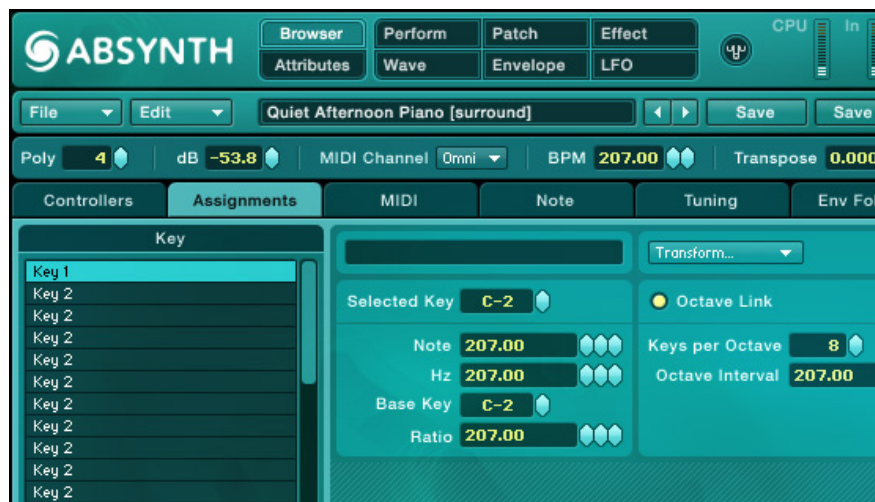 ABSYNTH
Browser Perform Patch Effect
Attributes Wave Envelope LFO
CPU In
File Edit Quiet Afternoon Piano [surround] Save Save
Poly 4 dB -53.8 MIDI Channel Omni BPM 207.00 Transpose 0.000
Controllers Assignments MIDI Note Tuning Env Fo
Key
Key 1
Key 2
Key 2
Key 2
Key 2
Key 2
Key 2
Key 2
Key 2
Key 2
Key 2
Transform...
Selected Key C-2
Note 207.00
Hz 207.00
Base Key C-2
Ratio 207.00
Octave Link
Keys per Octave 8
Octave Interval 207.00